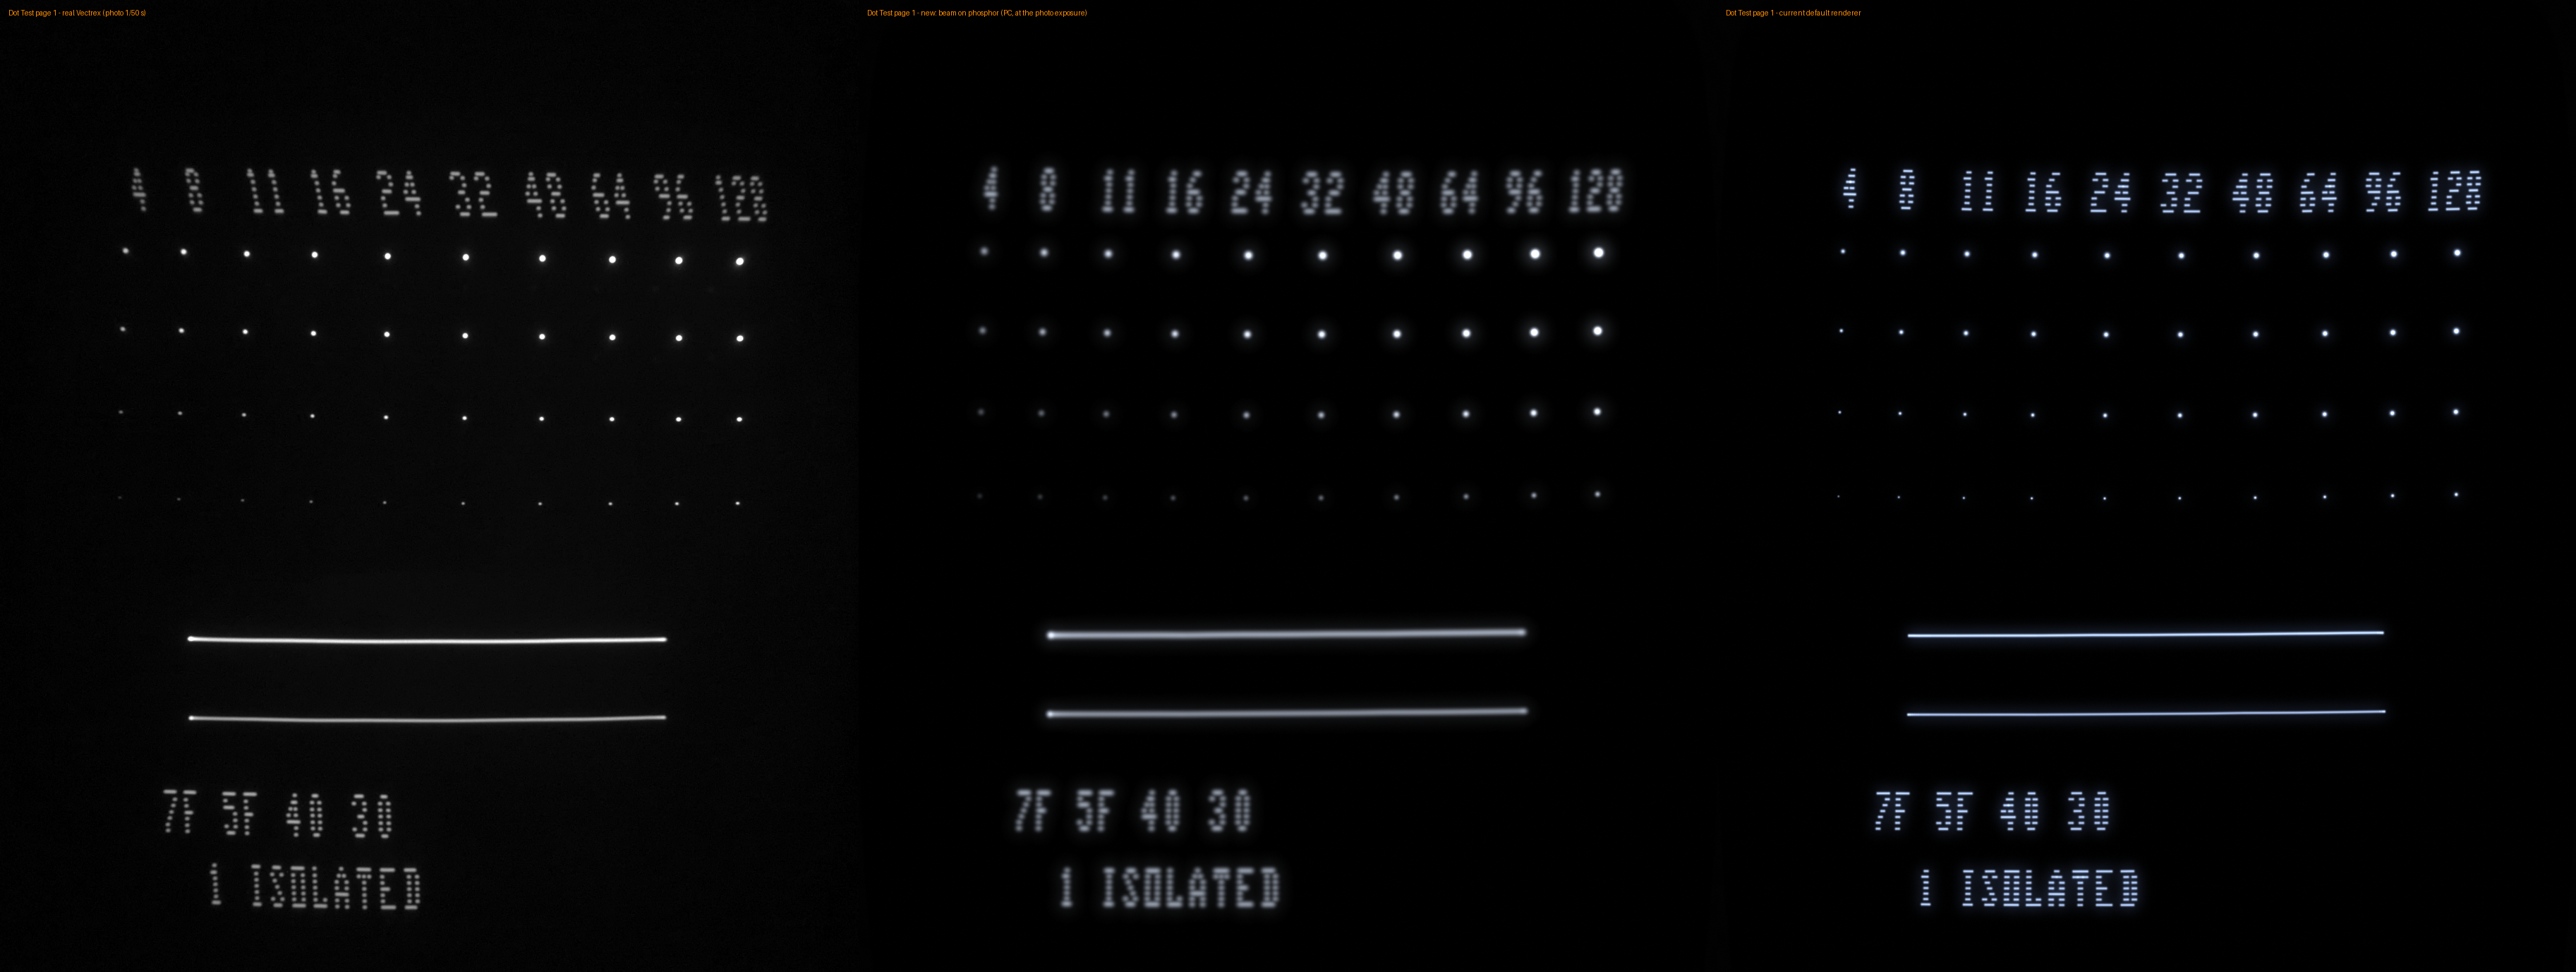 Dot Test page 1 - real Vectrex (photo 1/50 s)
Dot Test page 1 - new: beam on phosphor (PC, at the photo exposure)
Dot Test page 1 - current default renderer
4 8 11 16 24 32 48 64 96 128
7F 5F 40 30
1 ISOLATED
4 8 11 16 24 32 48 64 96 128
7F 5F 40 30
1 ISOLATED
4 8 11 16 24 32 48 64 96 128
7F 5F 40 30
1 ISOLATED